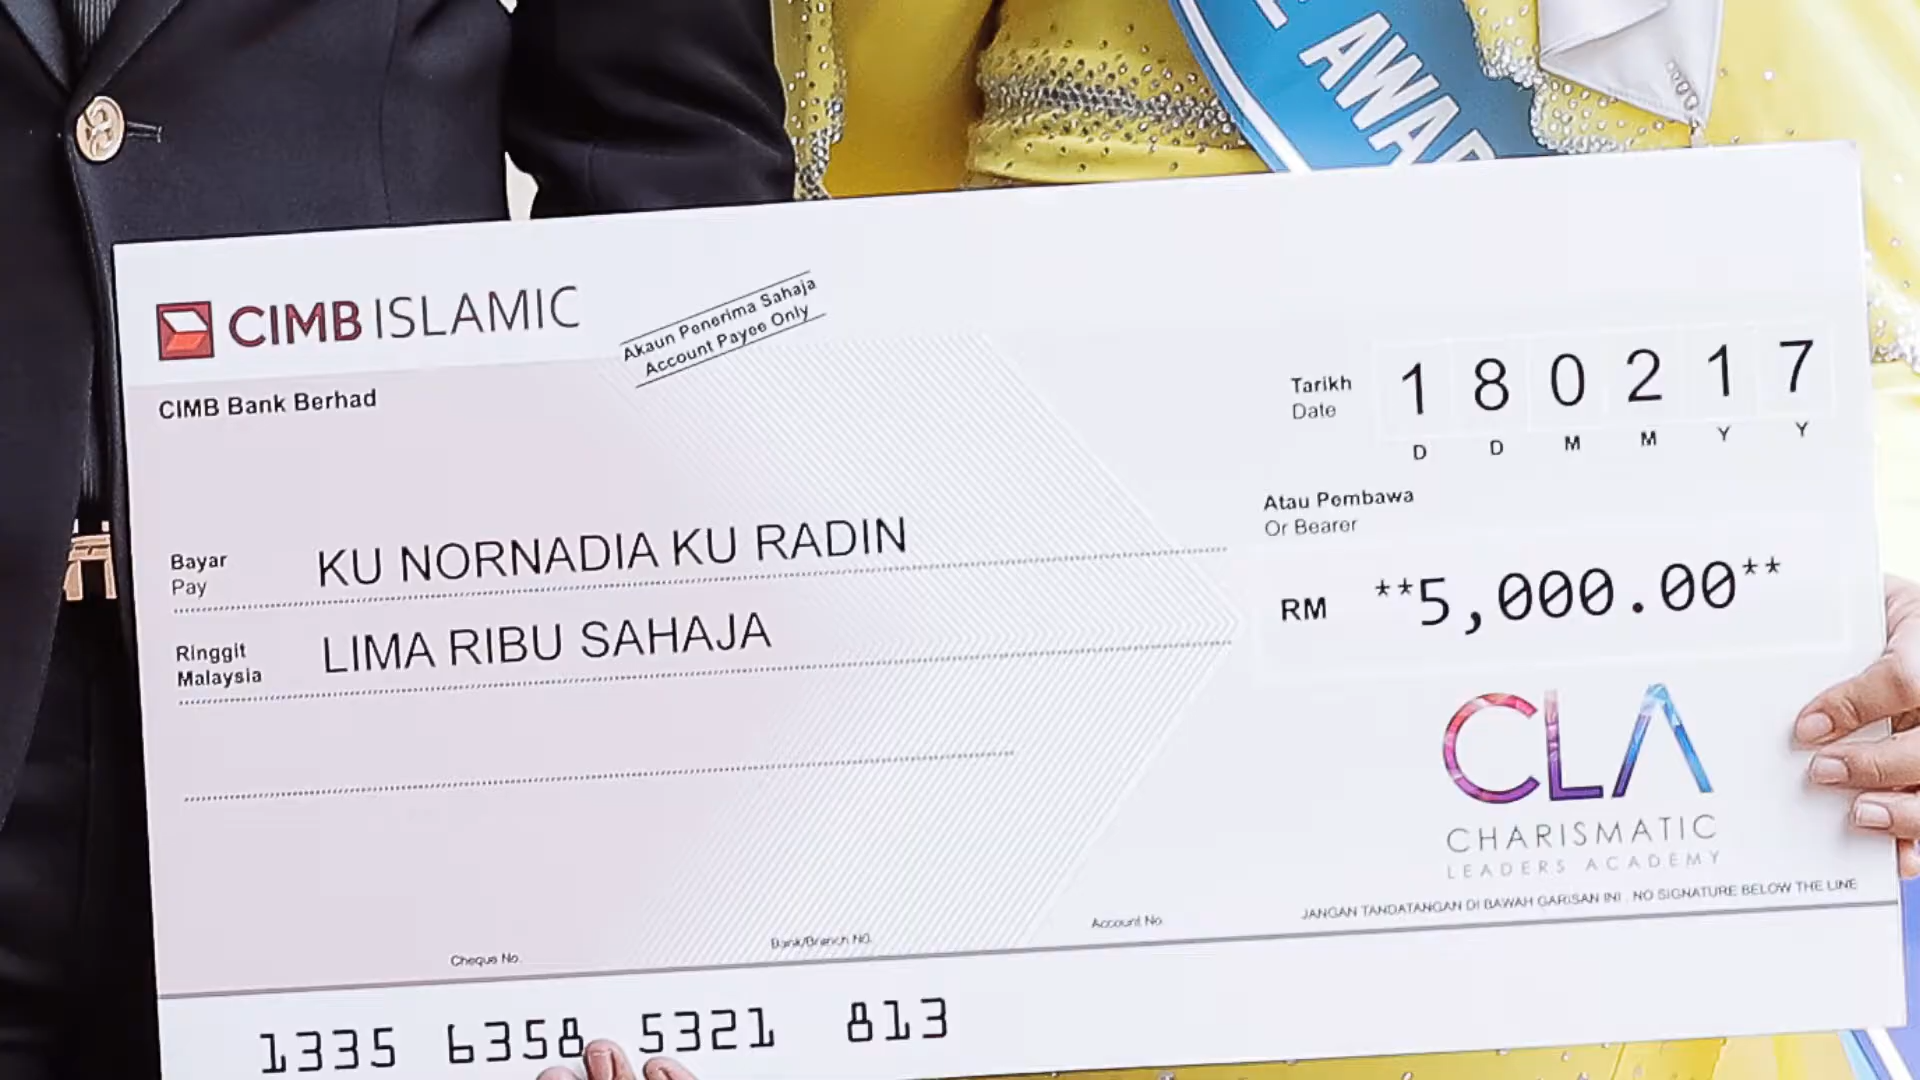 AWAR
CIMB ISLAMIC
Akaun Penerima Sahaja
Account Payee Only
CIMB Bank Berhad
Tarikh
Date
1 8 0 2 1 7
D D M M Y Y
Atau Pembawa
Or Bearer
Bayar
Pay
KU NORNADIA KU RADIN
RM **5,000.00**
Ringgit
Malaysia
LIMA RIBU SAHAJA
CLA
CHARISMATIC
LEADERS ACADEMY
JANGAN TANDATANGAN DI BAWAH GARISAN INI . NO SIGNATURE BELOW THE LINE
Cheque No.
Bank/Branch NO.
Account No.
1335 6358 5321 813